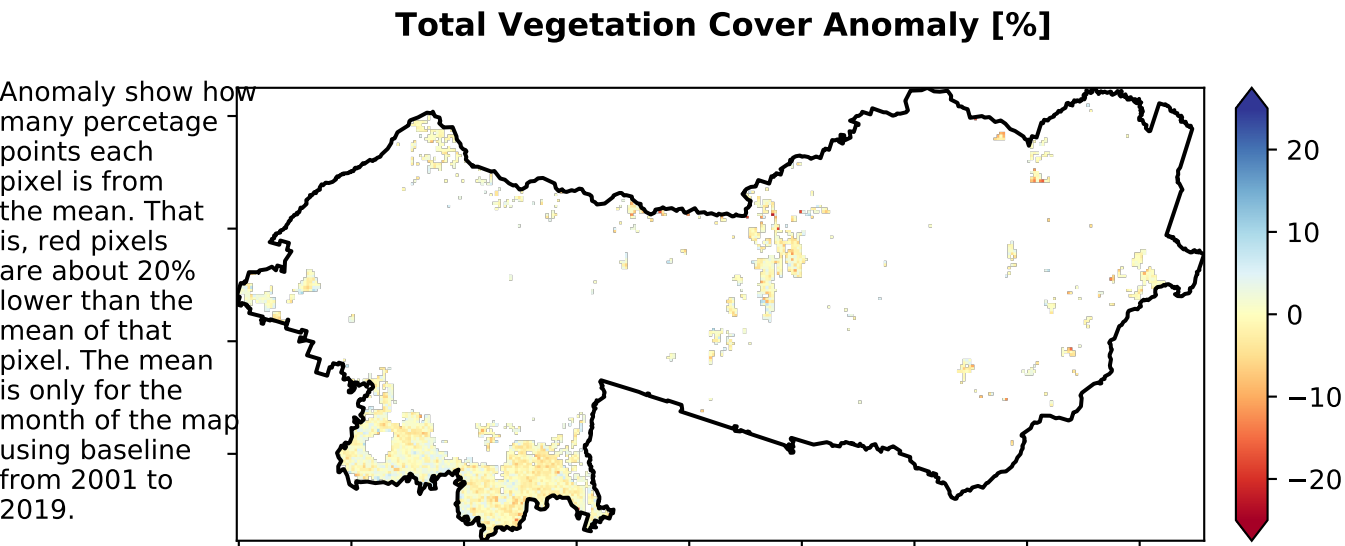 Total Vegetation Cover Anomaly [%]
Anomaly show how
many percetage
points each
pixel is from
the mean. That
is, red pixels
are about 20%
lower than the
mean of that
pixel. The mean
is only for the
month of the map
using baseline
from 2001 to
2019.
20
10
0
−10
−20